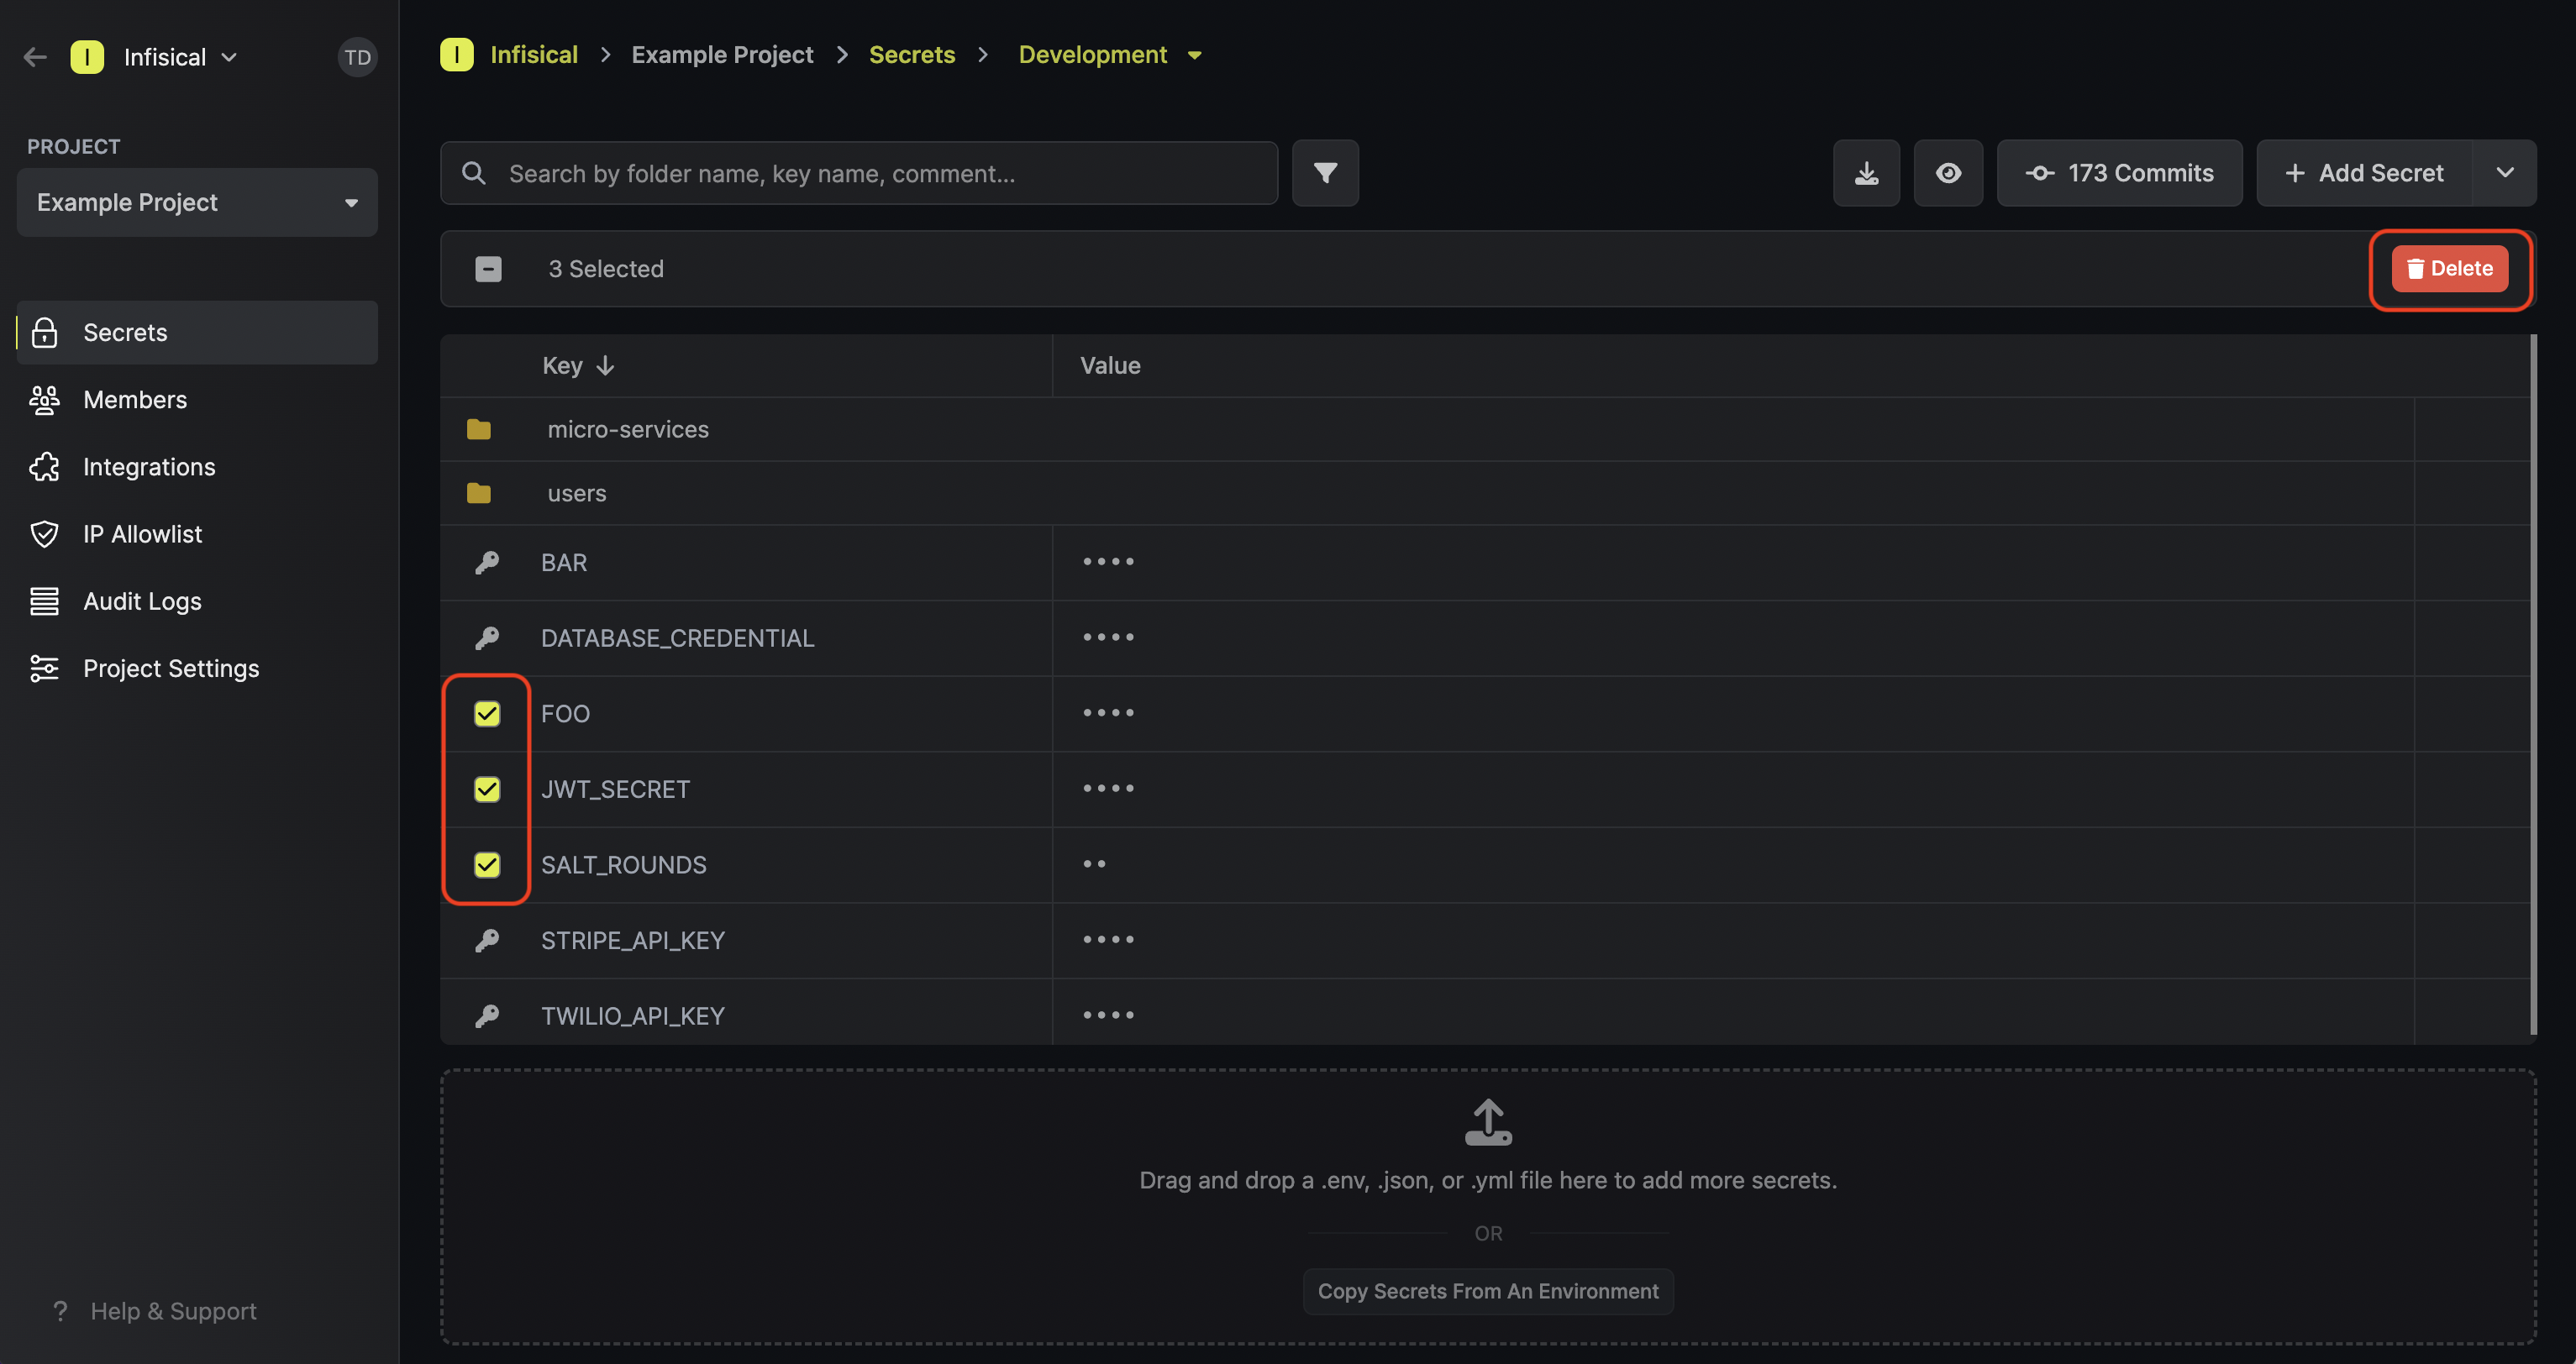 I Infisical TD
PROJECT
Example Project
Secrets
Members
Integrations
IP Allowlist
Audit Logs
Project Settings
? Help & Support
I Infisical > Example Project > Secrets > Development
Search by folder name, key name, comment...
173 Commits
+ Add Secret
3 Selected
Delete
Key ↓ Value
micro-services
users
BAR ••••
DATABASE_CREDENTIAL ••••
FOO ••••
JWT_SECRET ••••
SALT_ROUNDS ••
STRIPE_API_KEY ••••
TWILIO_API_KEY ••••
Drag and drop a .env, .json, or .yml file here to add more secrets.
OR
Copy Secrets From An Environment